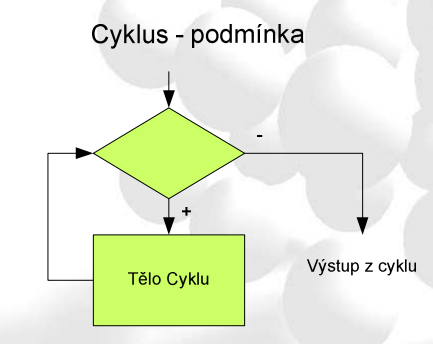 Cyklus - podmínka
-
+
Tělo Cyklu
Výstup z cyklu